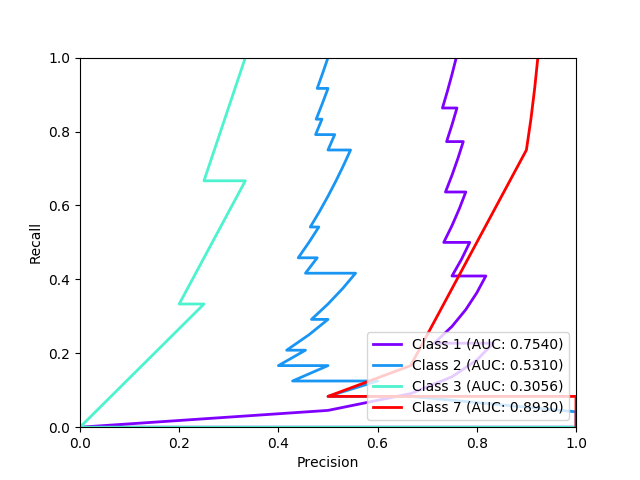 1.0
0.8
0.6
0.4
0.2
0.0
Recall
Class 1 (AUC: 0.7540)
Class 2 (AUC: 0.5310)
Class 3 (AUC: 0.3056)
Class 7 (AUC: 0.8930)
0.0 0.2 0.4 0.6 0.8 1.0
Precision